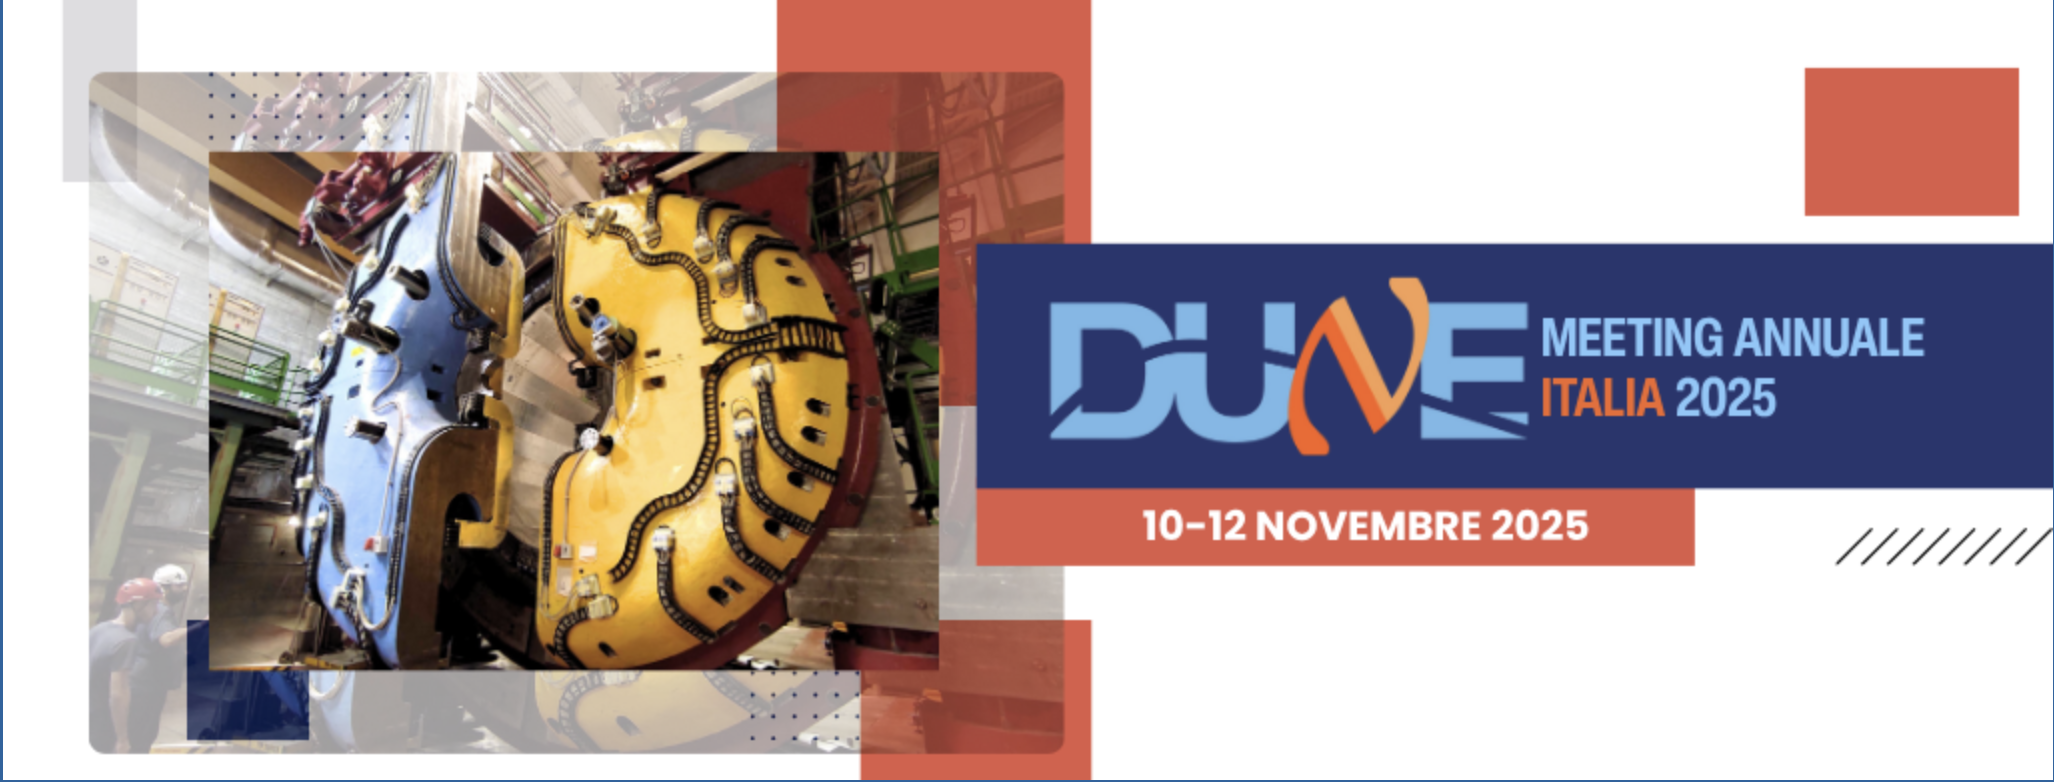 DUNE
MEETING ANNUALE
ITALIA 2025
10-12 NOVEMBRE 2025